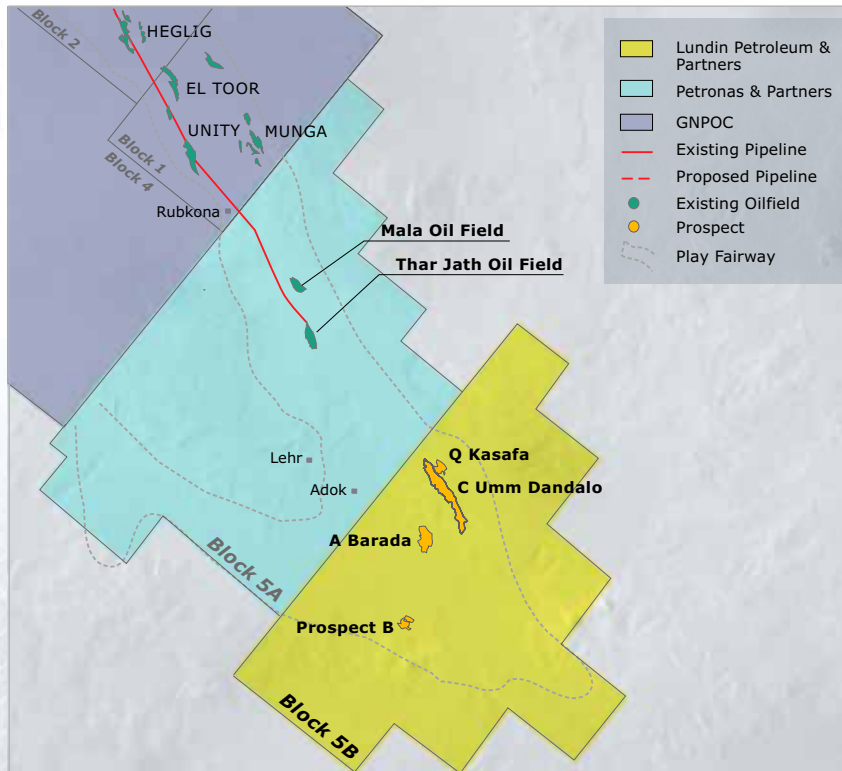 Block 2
HEGLIG
EL TOOR
UNITY
MUNGA
Block 1
Block 4
Rubkona
Mala Oil Field
Thar Jath Oil Field
Lehr
Adok
Q Kasafa
C Umm Dandalo
A Barada
Block 5A
Prospect B
Block 5B
Lundin Petroleum &
Partners
Petronas & Partners
GNPOC
Existing Pipeline
Proposed Pipeline
Existing Oilfield
Prospect
Play Fairway